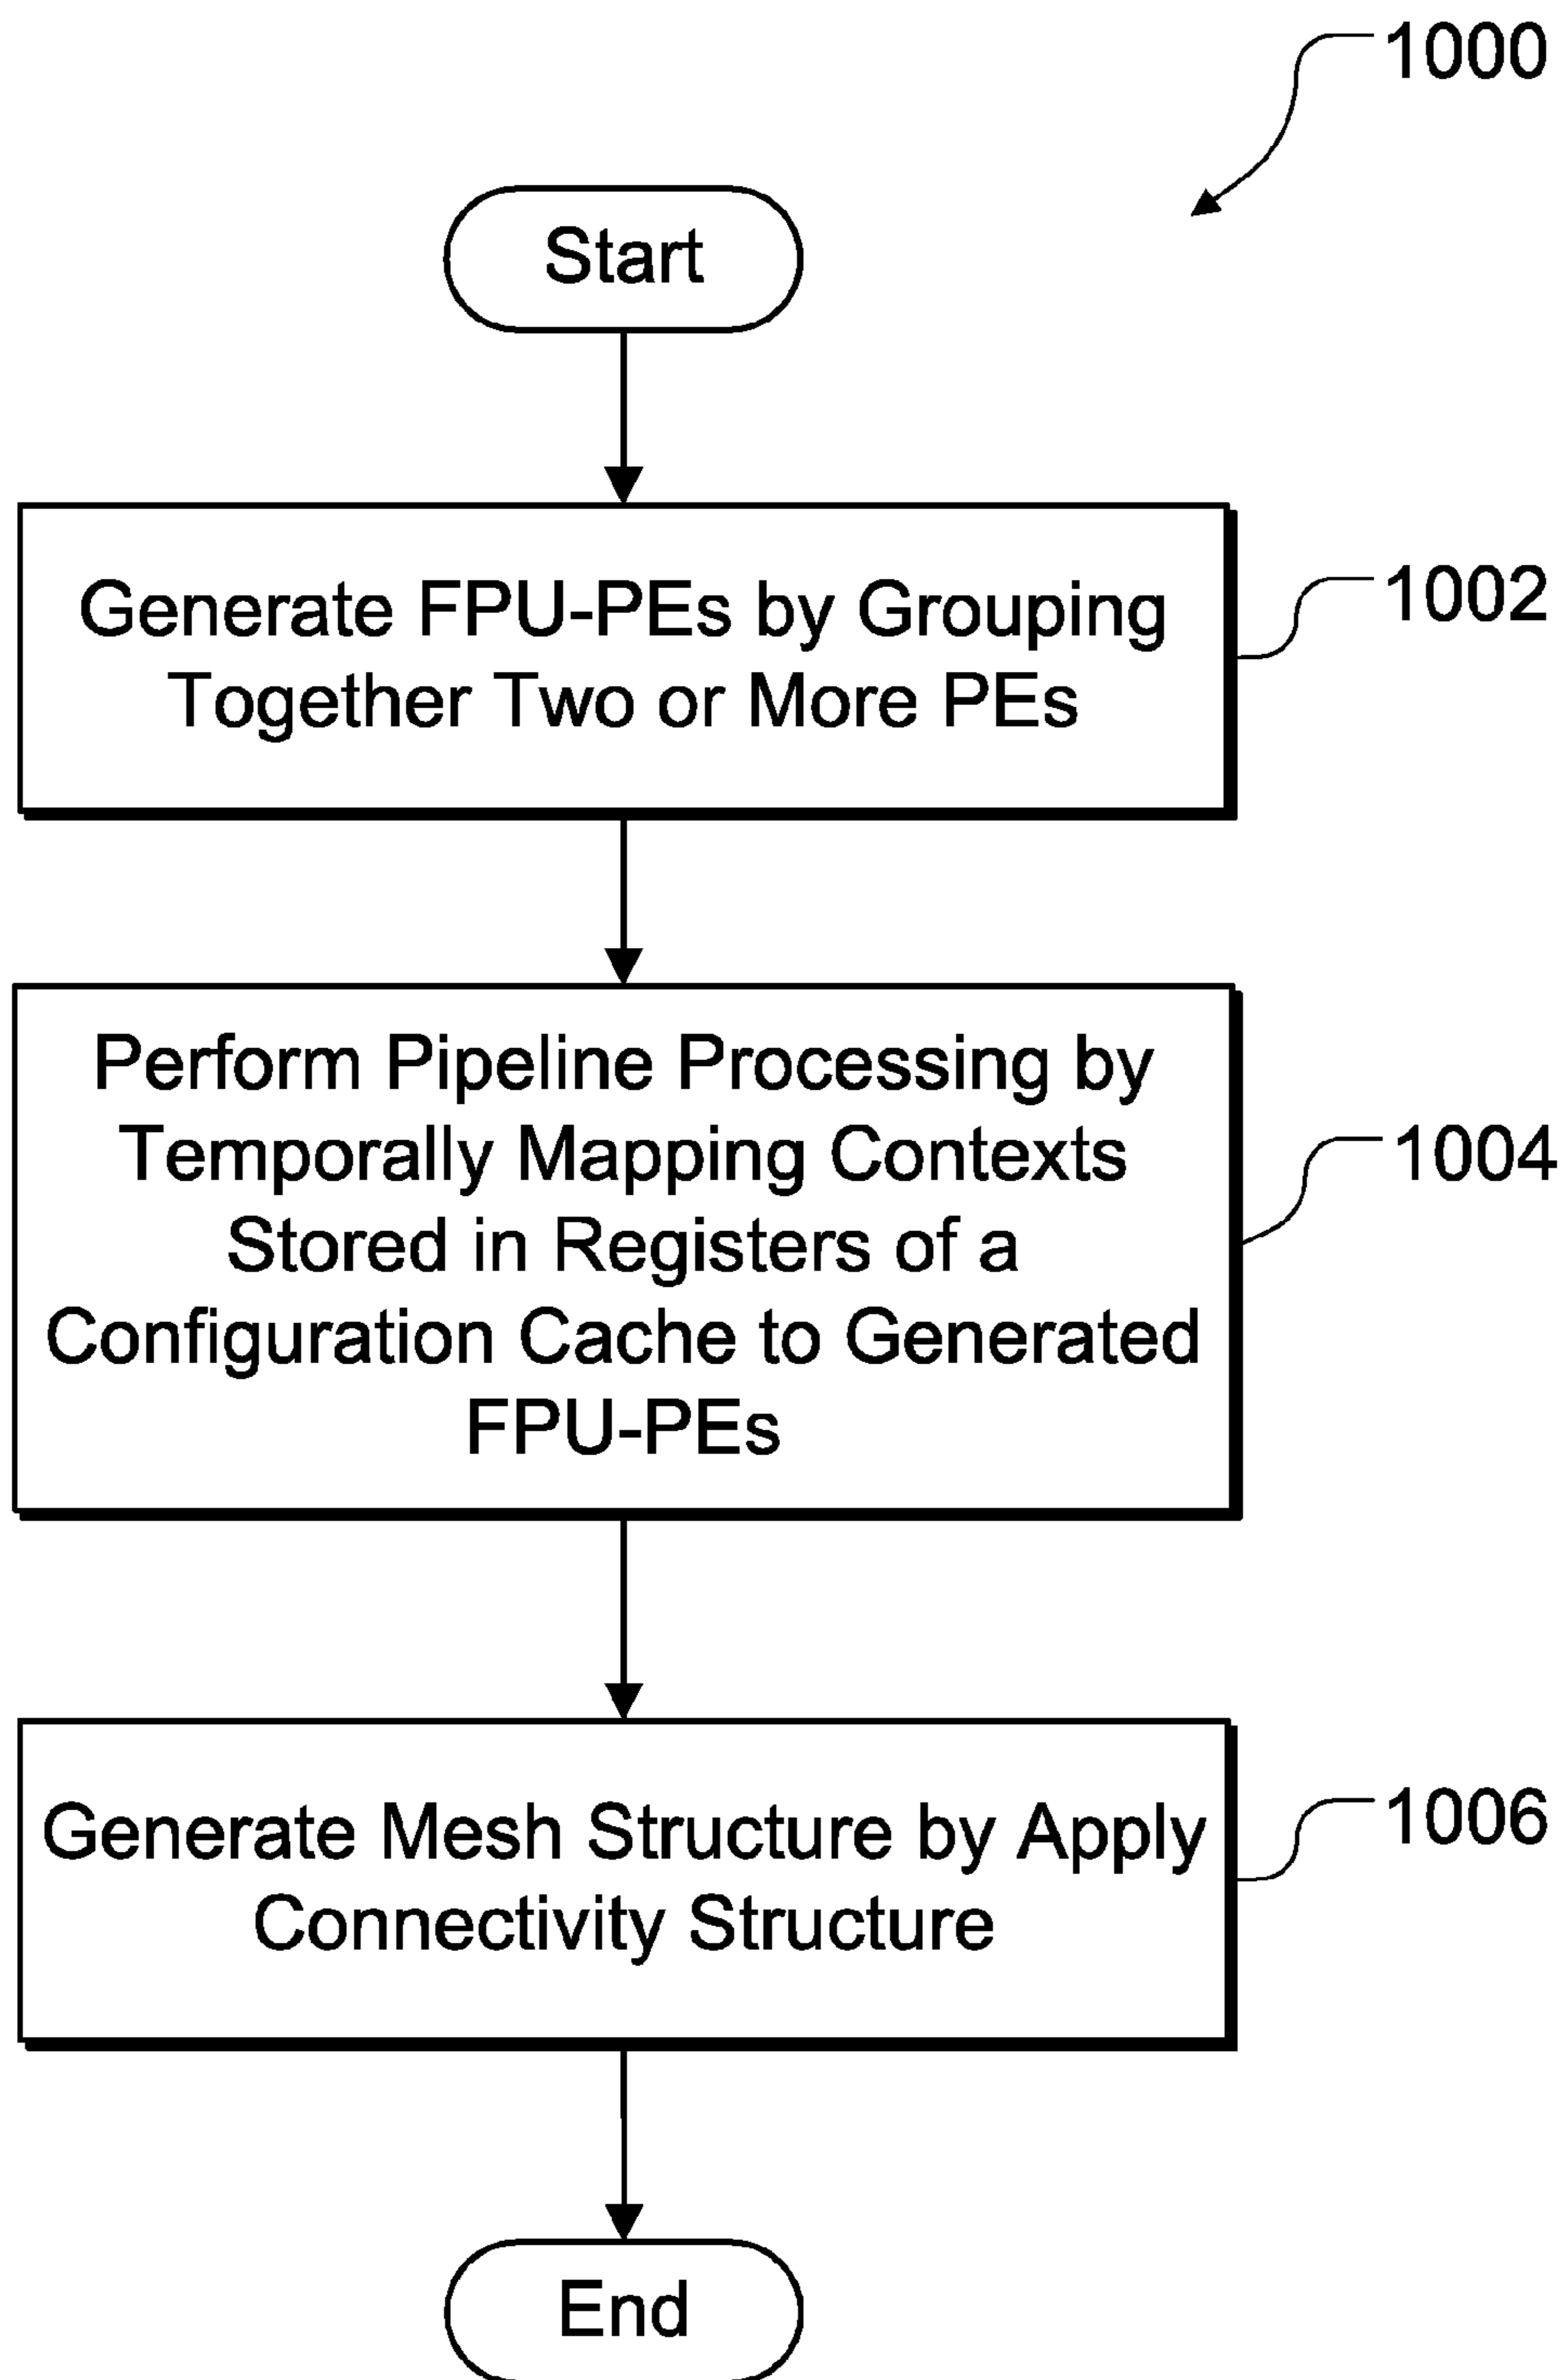 1000
Start
Generate FPU-PEs by Grouping
Together Two or More PEs
1002
Perform Pipeline Processing by
Temporally Mapping Contexts
Stored in Registers of a
Configuration Cache to Generated
FPU-PEs
1004
Generate Mesh Structure by Apply
Connectivity Structure
1006
End